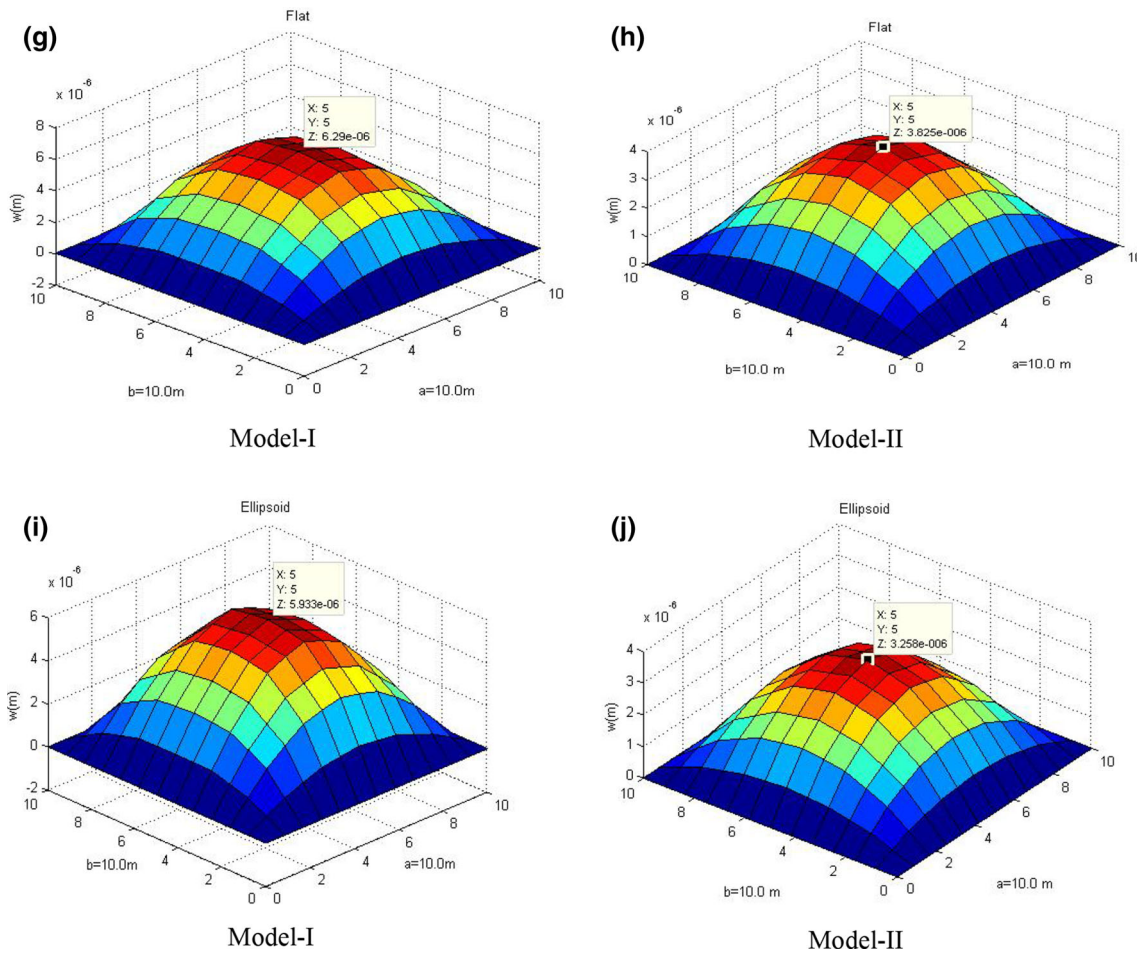 (g)
Flat
x 10^-6
X: 5
Y: 5
Z: 6.29e-06
8
6
4
2
0
-2
w(m)
10
8
6
4
2
0
b=10.0m
0
2
4
6
8
10
a=10.0m
Model-I
(h)
Flat
x 10^-6
X: 5
Y: 5
Z: 3.825e-006
4
3
2
1
0
w(m)
10
8
6
4
2
0
b=10.0 m
0
2
4
6
8
10
a=10.0 m
Model-II
(i)
Ellipsoid
x 10^-6
X: 5
Y: 5
Z: 5.933e-06
6
4
2
0
-2
w(m)
10
8
6
4
2
0
b=10.0m
0
2
4
6
8
10
a=10.0m
Model-I
(j)
Ellipsoid
x 10^-6
X: 5
Y: 5
Z: 3.258e-006
4
3
2
1
0
w(m)
10
8
6
4
2
0
b=10.0 m
0
2
4
6
8
10
a=10.0 m
Model-II